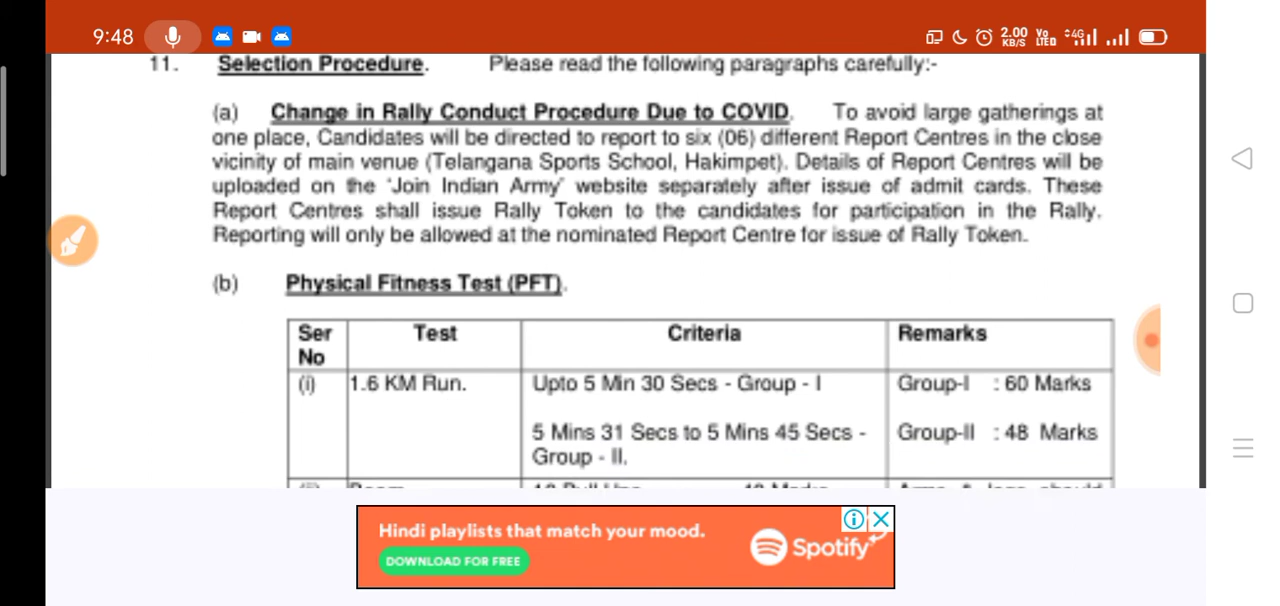 9:48 2.00 KB/S Vo LTED 4G
11. Selection Procedure. Please read the following paragraphs carefully:-
(a) Change in Rally Conduct Procedure Due to COVID. To avoid large gatherings at
one place, Candidates will be directed to report to six (06) different Report Centres in the close
vicinity of main venue (Telangana Sports School, Hakimpet). Details of Report Centres will be
uploaded on the 'Join Indian Army' website separately after issue of admit cards. These
Report Centres shall issue Rally Token to the candidates for participation in the Rally.
Reporting will only be allowed at the nominated Report Centre for issue of Rally Token.
(b) Physical Fitness Test (PFT).
Ser No Test Criteria Remarks
(i) 1.6 KM Run. Upto 5 Min 30 Secs - Group - I Group-I : 60 Marks
5 Mins 31 Secs to 5 Mins 45 Secs - Group-II : 48 Marks
Group - II.
Hindi playlists that match your mood.
DOWNLOAD FOR FREE
Spotify